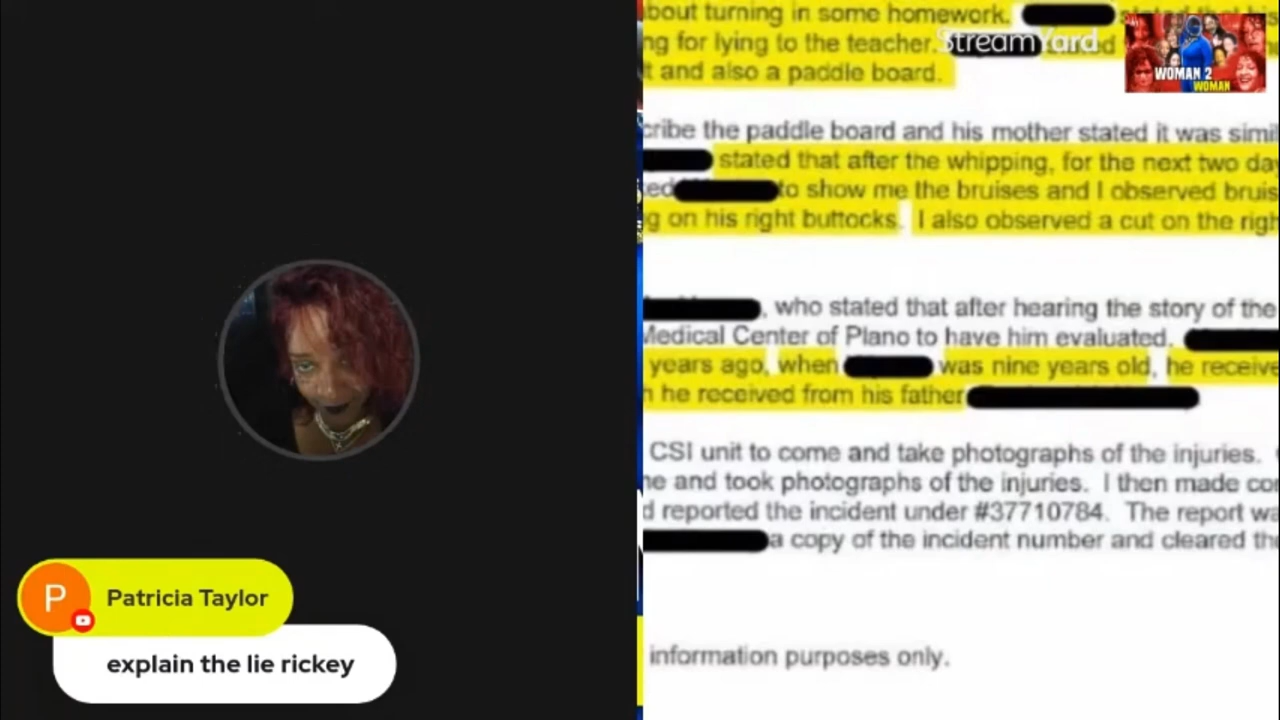 P
Patricia Taylor
explain the lie rickey
StreamYard
WOMAN 2
WOMAN
bout turning in some homework.
ng for lying to the teacher.
t and also a paddle board.
cribe the paddle board and his mother stated it was simi
stated that after the whipping, for the next two day
ed to show me the bruises and I observed bruis
g on his right buttocks. I also observed a cut on the righ
, who stated that after hearing the story of the
Medical Center of Plano to have him evaluated.
years ago, when was nine years old, he receive
n he received from his father
CSI unit to come and take photographs of the injuries.
ne and took photographs of the injuries. I then made con
d reported the incident under #37710784. The report wa
a copy of the incident number and cleared the
information purposes only.